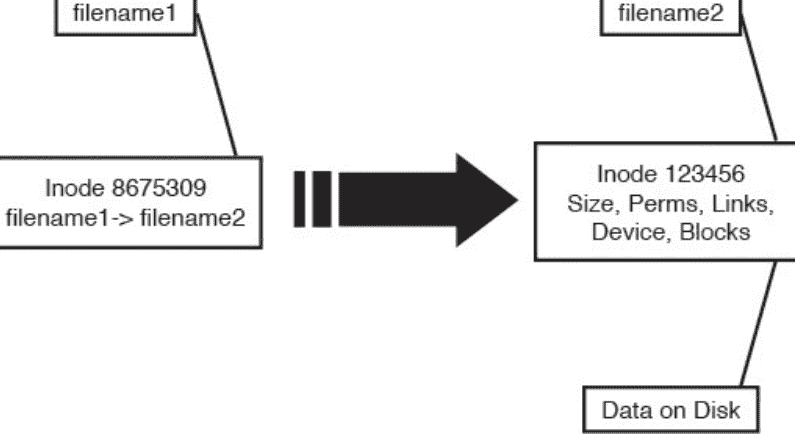 filename1
filename2
Inode 8675309
filename1-> filename2
Inode 123456
Size, Perms, Links,
Device, Blocks
Data on Disk